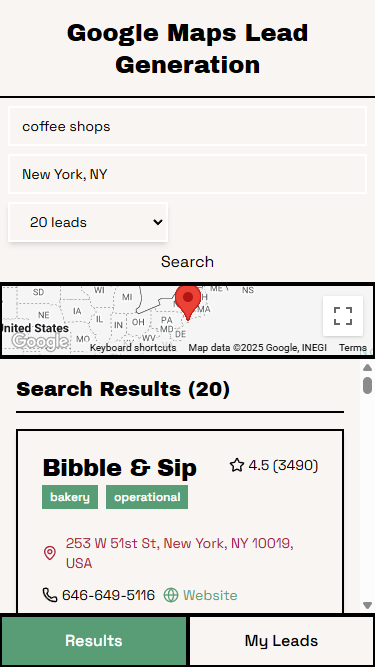 Google Maps Lead
Generation
coffee shops
New York, NY
20 leads
Search
SD
WI
MI
ME
NS
NE
IA
IL
IN
OH
PA
MA
MD
DE
WV
MO
United States
Google
Keyboard shortcuts Map data ©2025 Google, INEGI Terms
Search Results (20)
Bibble & Sip 4.5 (3490)
bakery operational
253 W 51st St, New York, NY 10019,
USA
646-649-5116 Website
Results My Leads